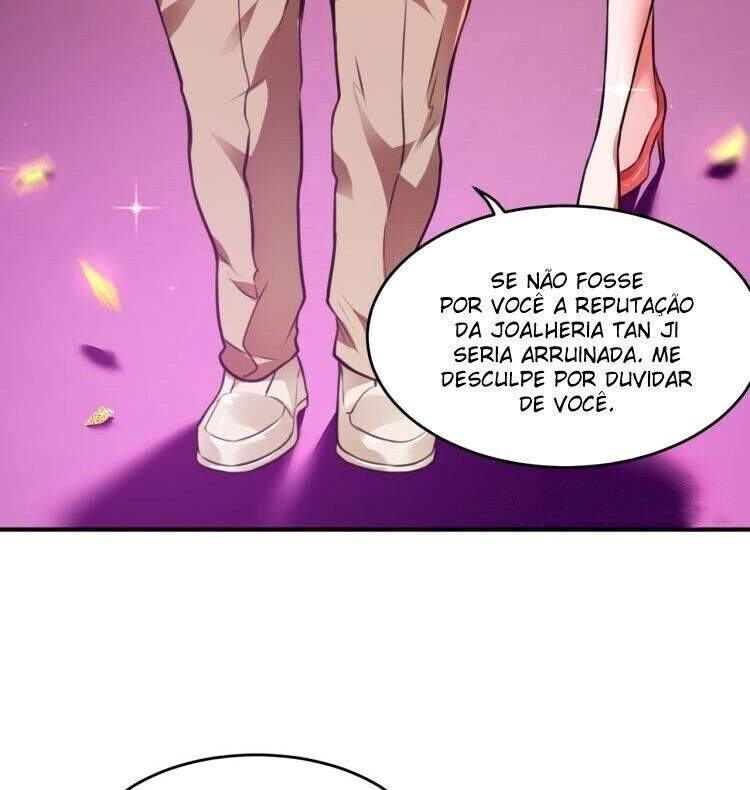 SE NÃO FOSSE
POR VOCÊ A REPUTAÇÃO
DA JOALHERIA TAN JI
SERIA ARRUINADA. ME
DESCULPE POR DUVIDAR
DE VOCÊ.